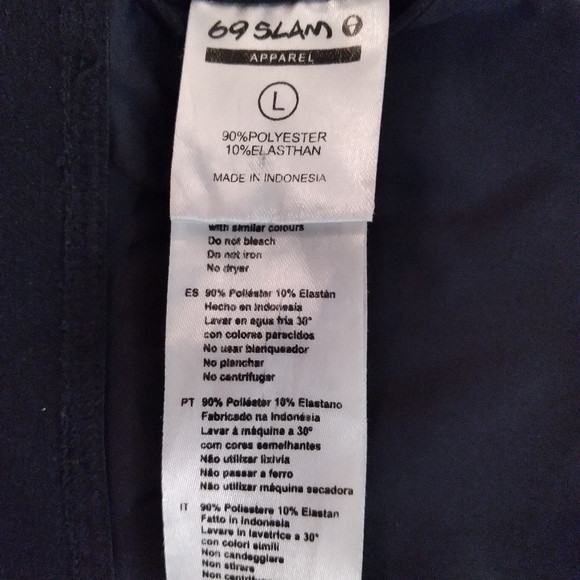 69 SLAM
APPAREL
L
90%POLYESTER
10%ELASTHAN
MADE IN INDONESIA
with similar colours
Do not bleach
Do not iron
No dryer
ES 90% Poliéster 10% Elastán
Hecho en Indonesia
Lavar en agua fria 30°
con colores parecidos
No usar blanqueador
No planchar
No centrifugar
PT 90% Poliéster 10% Elastano
Fabricado na Indonésia
Lavar à máquina a 30º
com cores semelhantes
Não utilizar lixivia
Não passar a ferro
Não utilizar máquina secadora
IT 90% Poliestere 10% Elastan
Fatto in Indonesia
Lavare in lavatrice a 30°
con colori simili
Non candeggiare
Non stirare
Non